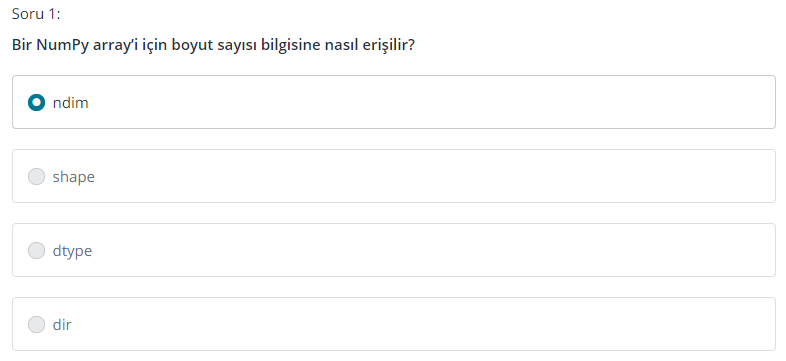 Soru 1:
Bir NumPy array'i için boyut sayısı bilgisine nasıl erişilir?
ndim
shape
dtype
dir